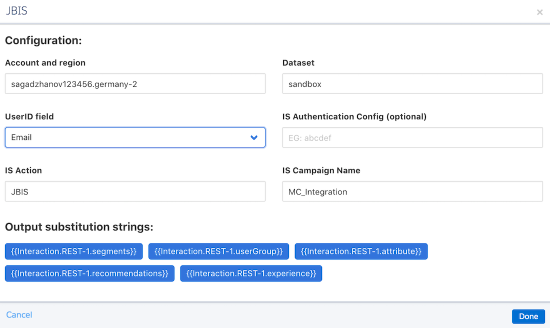 JBIS
×
Configuration:
Account and region
Dataset
sagadzhanov123456.germany-2
sandbox
UserID field
IS Authentication Config (optional)
Email
EG: abcdef
IS Action
IS Campaign Name
JBIS
MC_Integration
Output substitution strings:
{{Interaction.REST-1.segments}} {{Interaction.REST-1.userGroup}} {{Interaction.REST-1.attribute}}
{{Interaction.REST-1.recommendations}} {{Interaction.REST-1.experience}}
Cancel
Done